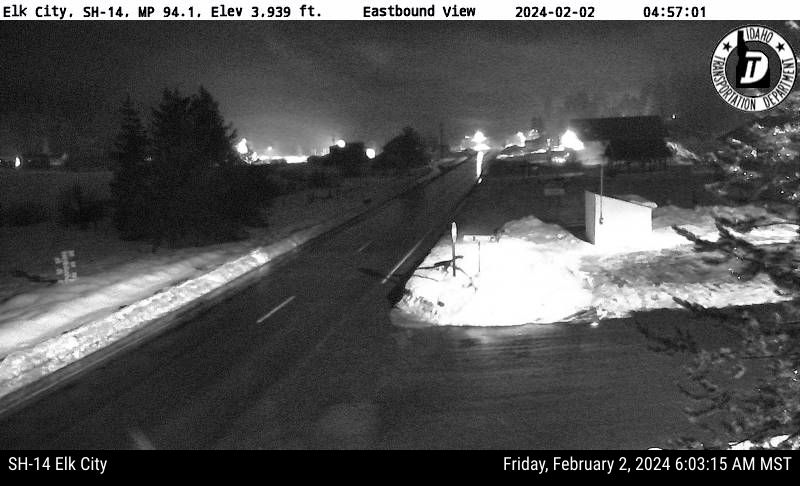 Elk City, SH-14, MP 94.1, Elev 3,939 ft. Eastbound View 2024-02-02 04:57:01
IDAHO
TRANSPORTATION DEPARTMENT
SH-14 Elk City Friday, February 2, 2024 6:03:15 AM MST